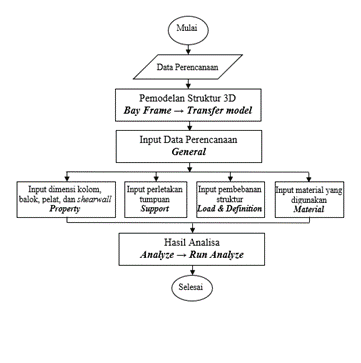 Mulai
Data Perencanaan
Pemodelan Struktur 3D
Bay Frame → Transfer model
Input Data Perencanaan
General
Input dimensi kolom,
balok, pelat, dan shearwall
Property
Input perletakan
tumpuan
Support
Input pembebanan
struktur
Load & Definition
Input material yang
digunakan
Material
Hasil Analisa
Analyze → Run Analyze
Selesai